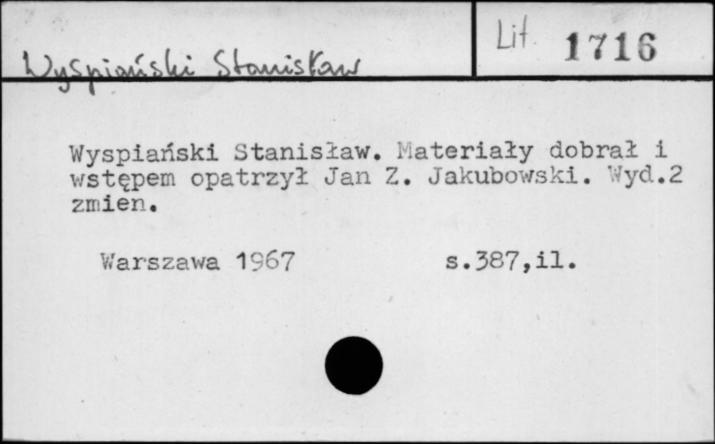 Wyspiański Stanisław
Lit. 1716
Wyspiański Stanisław. Materiały dobrał i
wstępem opatrzył Jan Z. Jakubowski. Wyd.2
zmien.
Warszawa 1967 s.387,il.